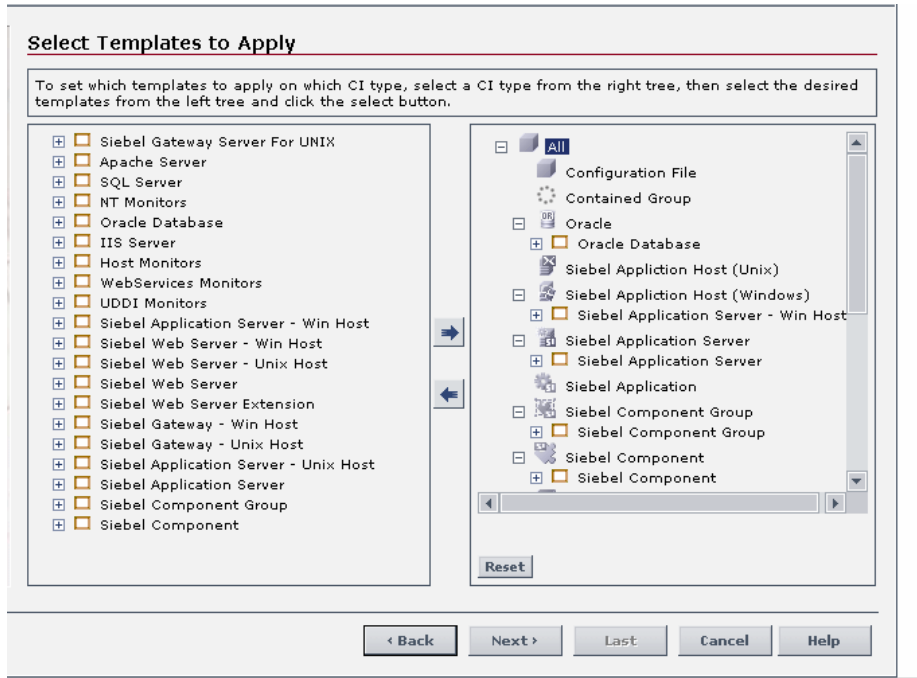 Select Templates to Apply
To set which templates to apply on which CI type, select a CI type from the right tree, then select the desired
templates from the left tree and click the select button.
Siebel Gateway Server For UNIX
Apache Server
SQL Server
NT Monitors
Oracle Database
IIS Server
Host Monitors
WebServices Monitors
UDDI Monitors
Siebel Application Server - Win Host
Siebel Web Server - Win Host
Siebel Web Server - Unix Host
Siebel Web Server
Siebel Web Server Extension
Siebel Gateway - Win Host
Siebel Gateway - Unix Host
Siebel Application Server - Unix Host
Siebel Application Server
Siebel Component Group
Siebel Component
All
Configuration File
Contained Group
Oracle
Oracle Database
Siebel Appliction Host (Unix)
Siebel Appliction Host (Windows)
Siebel Application Server - Win Host
Siebel Application Server
Siebel Application Server
Siebel Application
Siebel Component Group
Siebel Component Group
Siebel Component
Siebel Component
Reset
‹ Back
Next ›
Last
Cancel
Help